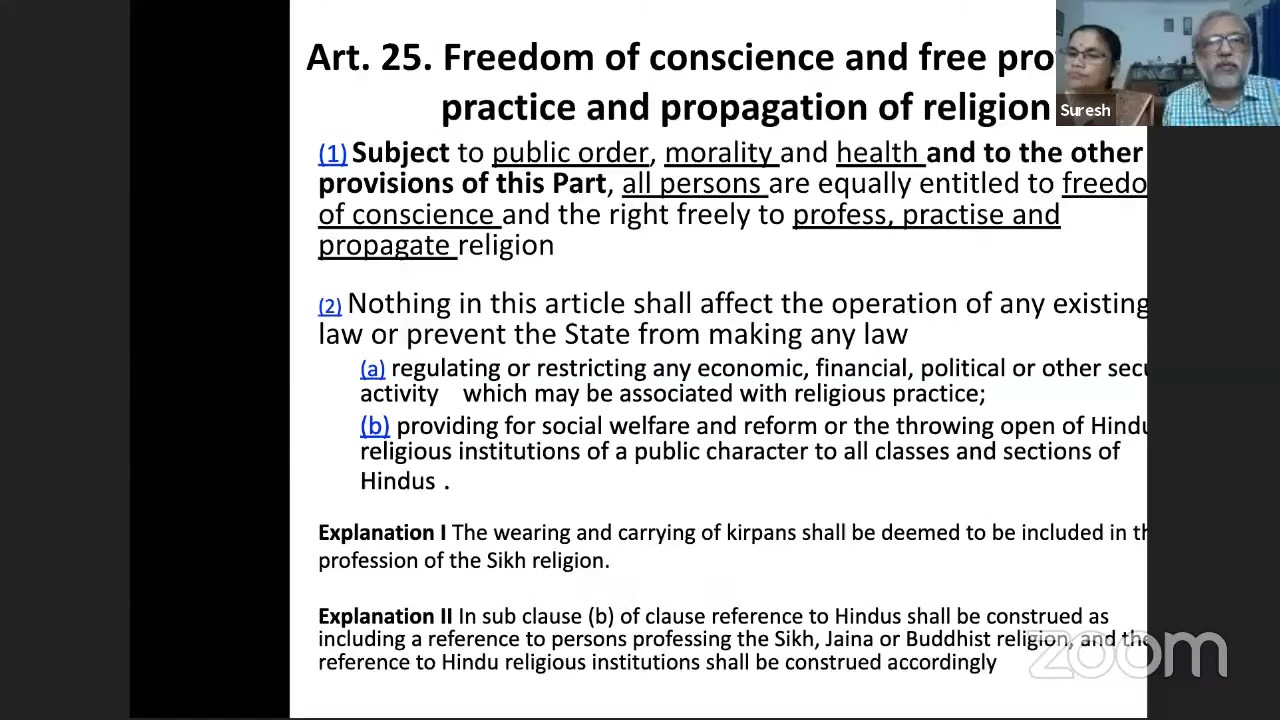 Art. 25. Freedom of conscience and free pro
practice and propagation of religion
(1) Subject to public order, morality and health and to the other
provisions of this Part, all persons are equally entitled to freedo
of conscience and the right freely to profess, practise and
propagate religion
(2) Nothing in this article shall affect the operation of any existing
law or prevent the State from making any law
(a) regulating or restricting any economic, financial, political or other secu
activity which may be associated with religious practice;
(b) providing for social welfare and reform or the throwing open of Hindu
religious institutions of a public character to all classes and sections of
Hindus .
Explanation I The wearing and carrying of kirpans shall be deemed to be included in th
profession of the Sikh religion.
Explanation II In sub clause (b) of clause reference to Hindus shall be construed as
including a reference to persons professing the Sikh, Jaina or Buddhist religion, and the
reference to Hindu religious institutions shall be construed accordingly
Suresh
zoom